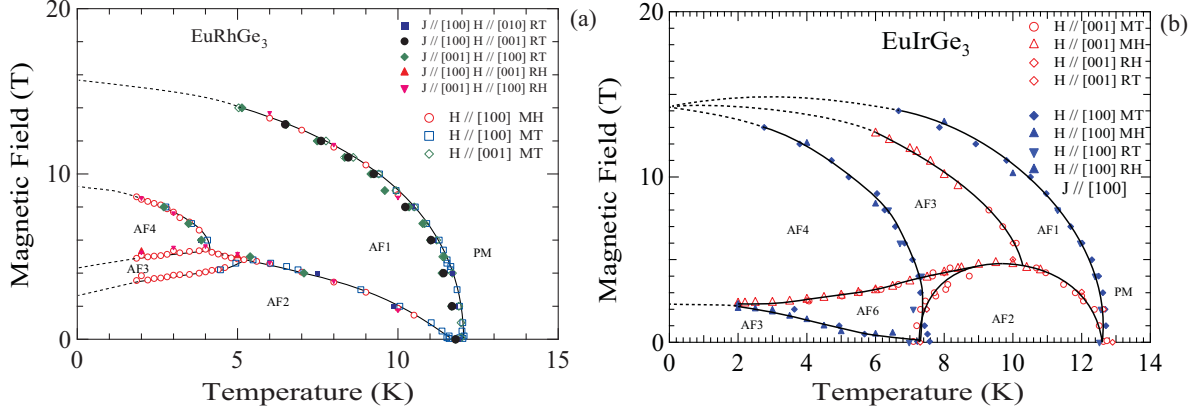 (a)
EuRhGe3
J // [100] H // [010] RT
J // [100] H // [001] RT
J // [001] H // [100] RT
J // [100] H // [001] RH
J // [001] H // [100] RH
H // [100] MH
H // [100] MT
H // [001] MT
AF4
AF3
AF1
AF2
PM
20
10
0
0
5
10
15
Magnetic Field (T)
Temperature (K)
(b)
EuIrGe3
H // [001] MT
H // [001] MH
H // [001] RH
H // [001] RT
H // [100] MT
H // [100] MH
H // [100] RT
H // [100] RH
J // [100]
AF3
AF4
AF1
AF6
AF3
AF2
PM
20
10
0
0
2
4
6
8
10
12
14
Magnetic Field (T)
Temperature (K)